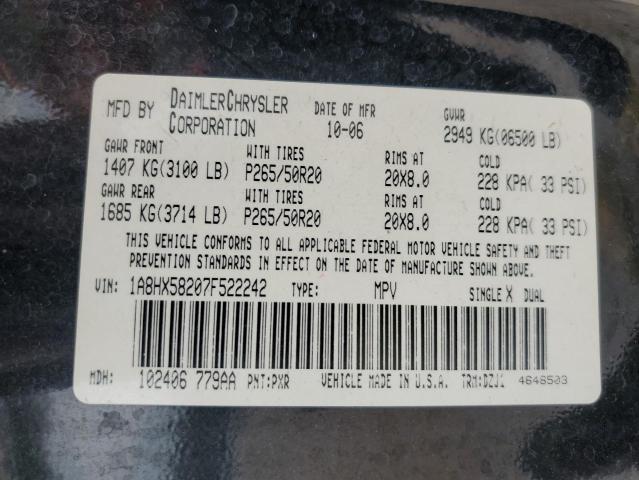 MFD BY DAIMLERCHRYSLER CORPORATION DATE OF MFR 10-06 GVWR 2949 KG(06500 LB)
GAWR FRONT WITH TIRES RIMS AT COLD
1407 KG(3100 LB) P265/50R20 20X8.0 228 KPA( 33 PSI)
GAWR REAR WITH TIRES RIMS AT COLD
1685 KG(3714 LB) P265/50R20 20X8.0 228 KPA( 33 PSI)
THIS VEHICLE CONFORMS TO ALL APPLICABLE FEDERAL MOTOR VEHICLE SAFETY AND THEFT
PREVENTION STANDARDS IN EFFECT ON THE DATE OF MANUFACTURE SHOWN ABOVE.
VIN: 1A8HX58207F522242 TYPE: MPV SINGLE X DUAL
MDH: 102406 779AA PNT:PXR VEHICLE MADE IN U.S.A. TRM:DZJ1 4648503